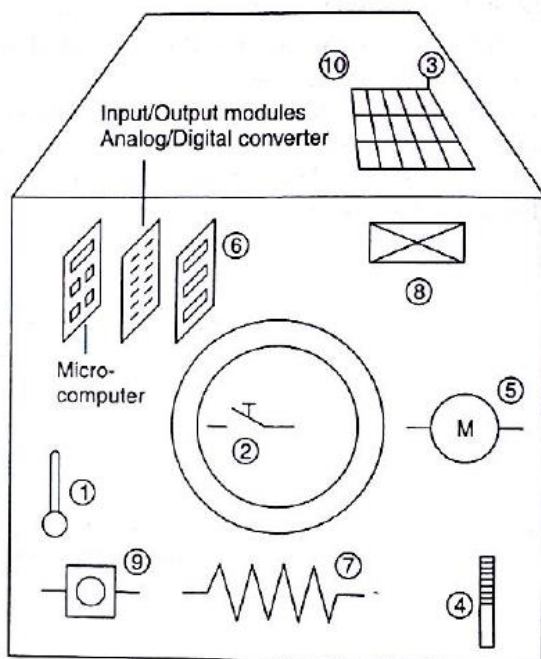 ⑩ ③
Input/Output modules
Analog/Digital converter
⑥
⑧
Micro-
computer
⑤
M
②
①
⑨
⑦
④